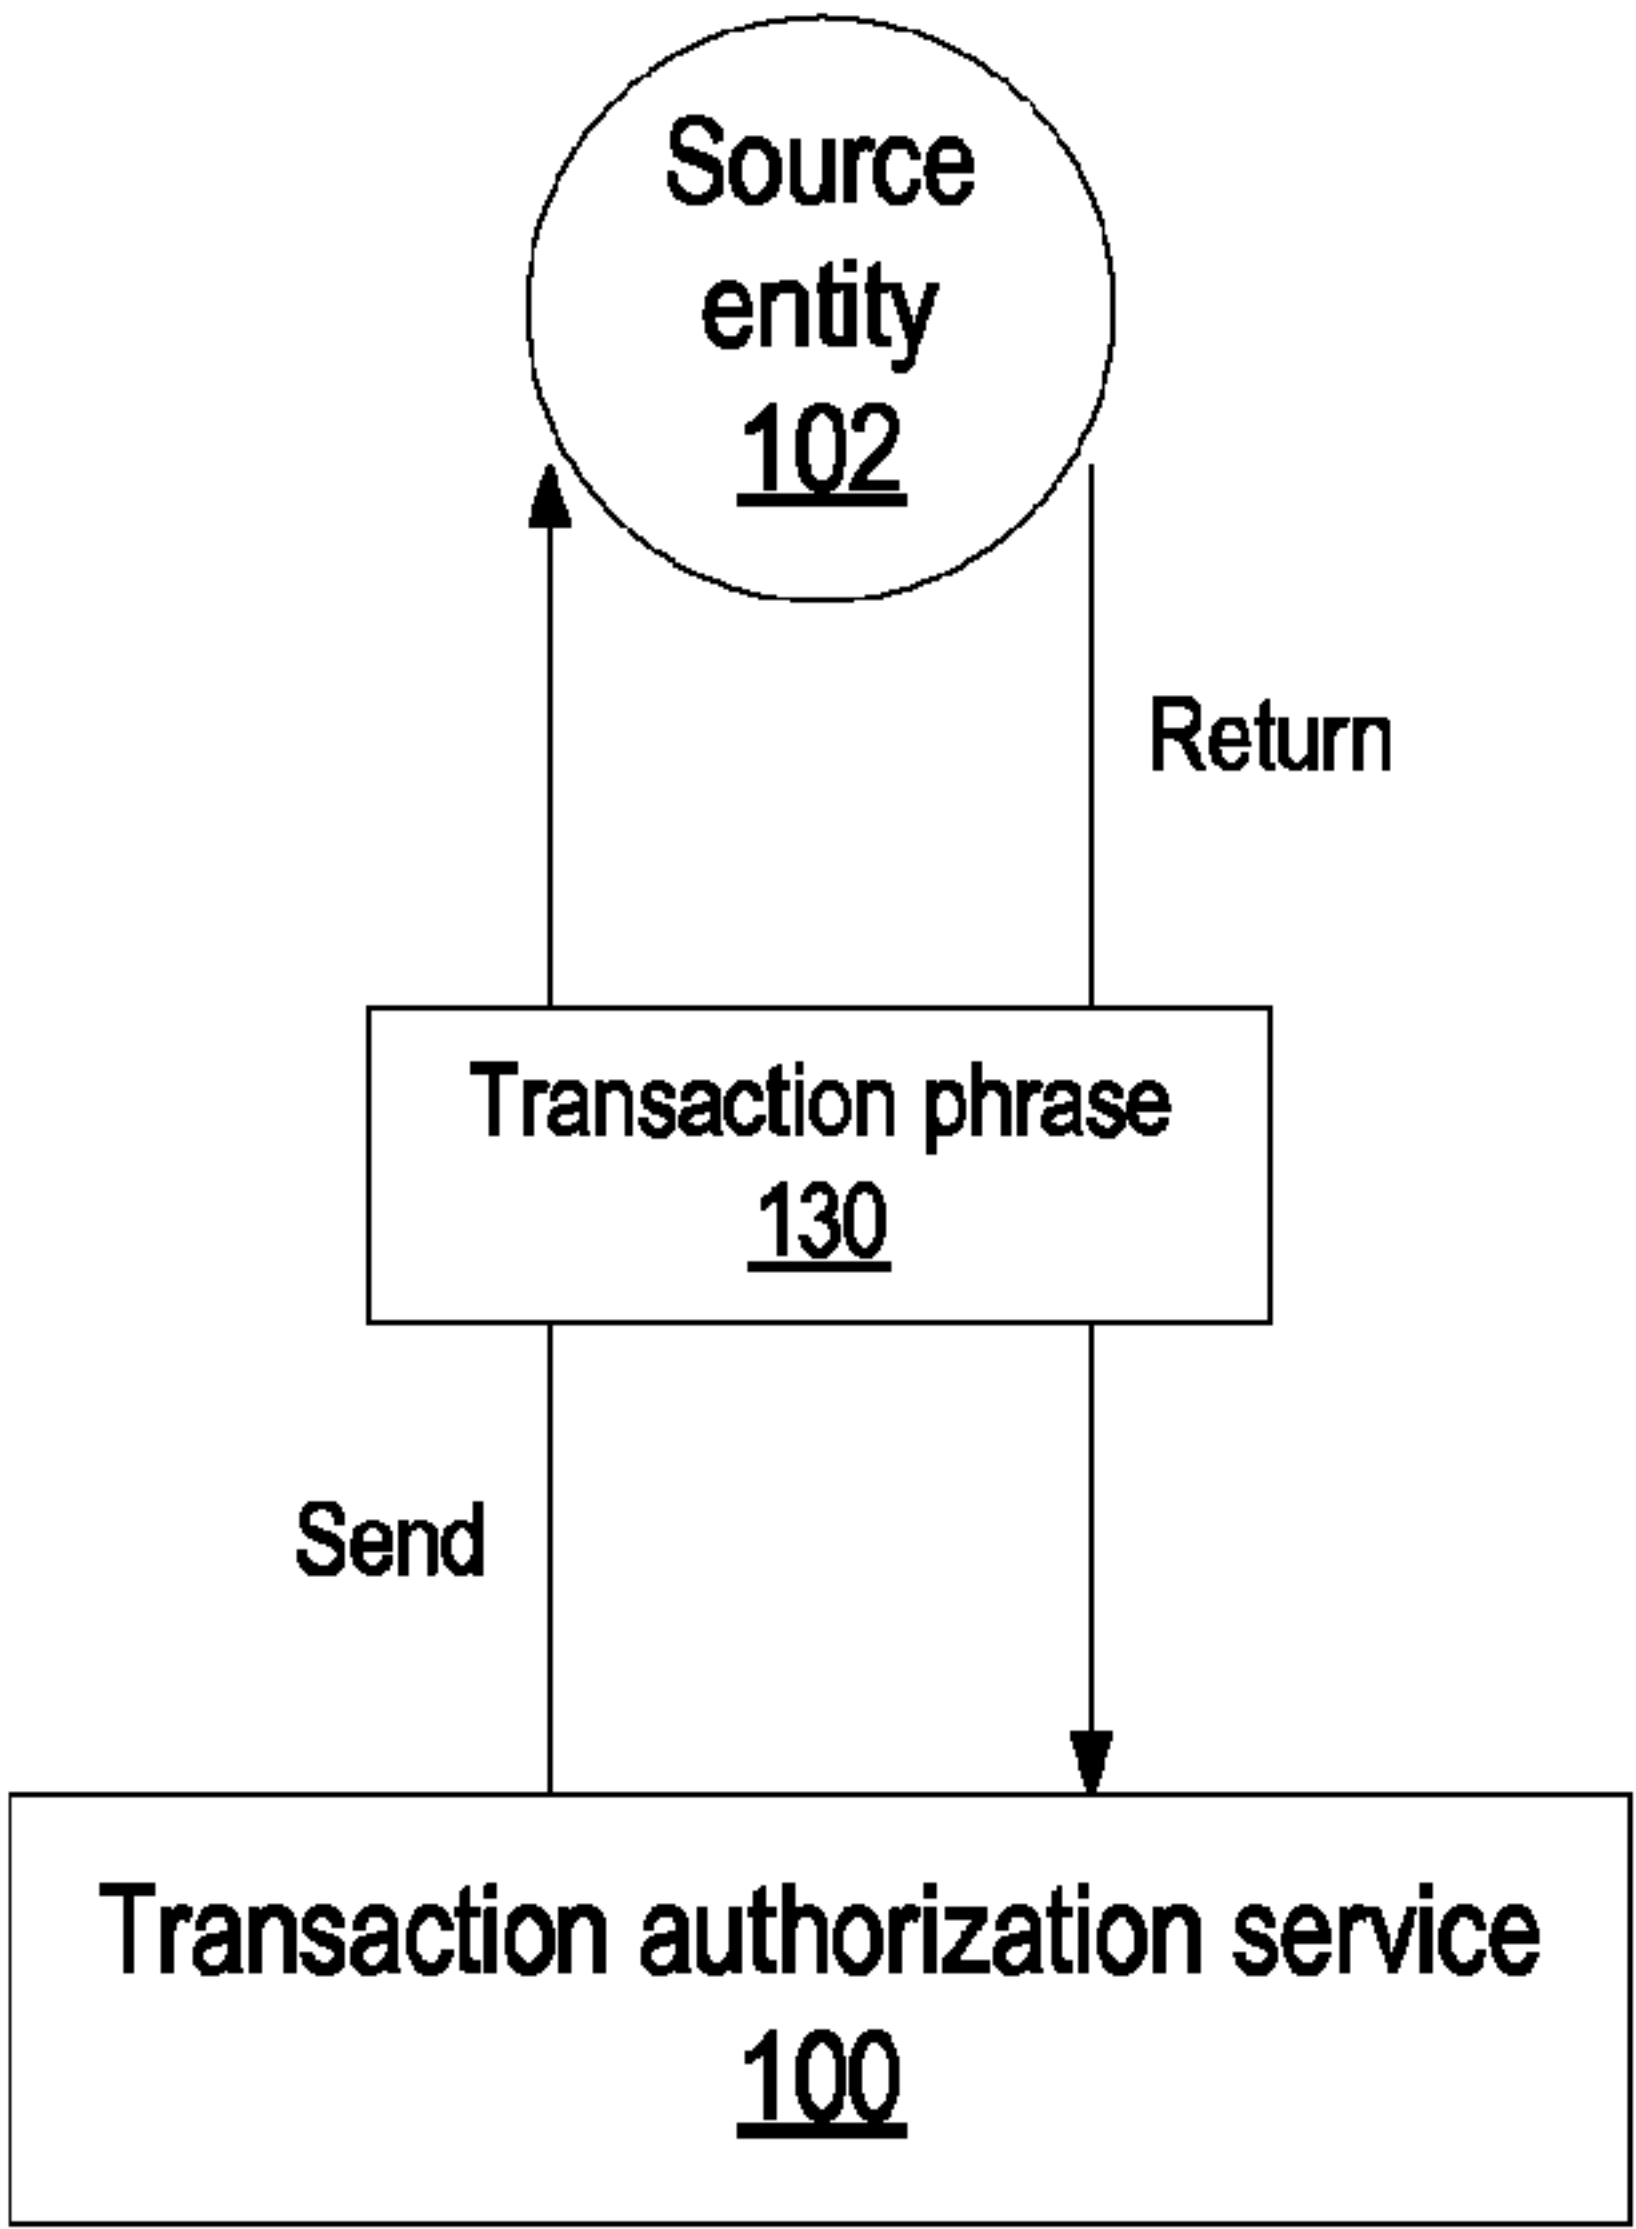 Source
entity
102
Return
Transaction phrase
130
Send
Transaction authorization service
100